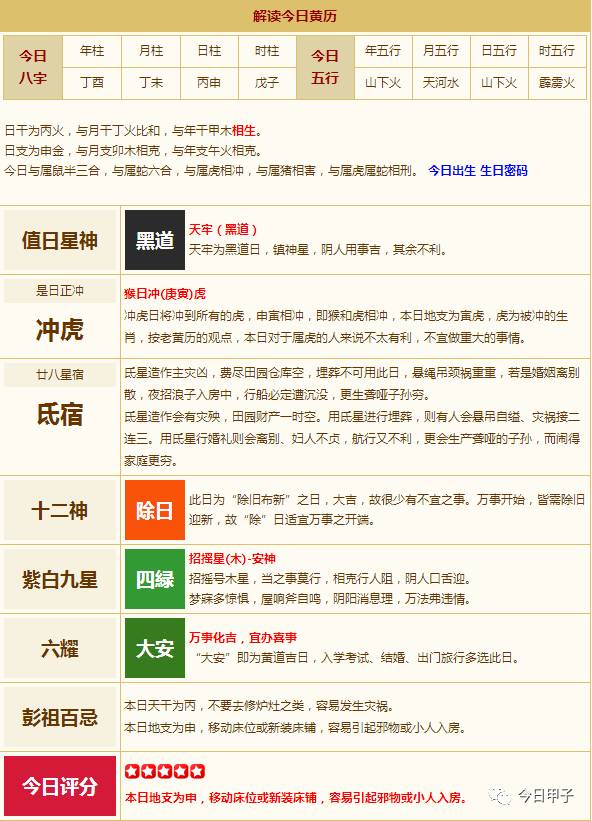 解读今日黄历
今日八字 年柱 月柱 日柱 时柱 今日五行 年五行 月五行 日五行 时五行
丁酉 丁未 丙申 戊子 山下火 天河水 山下火 霹雳火
日干为丙火，与月干丁火比和，与年干甲木相生。
日支为申金，与月支卯木相克，与年支午火相克。
今日与属鼠半三合，与属蛇六合，与属虎相冲，与属猪相害，与属虎属蛇相刑。 今日出生 生日密码
值日星神 黑道
天牢（黑道）
天牢为黑道日，镇神星，阴人用事吉，其余不利。
是日正冲
冲虎
猴日冲(庚寅)虎
冲虎日将冲到所有的虎，申寅相冲，即猴和虎相冲，本日地支为寅虎，虎为被冲的生
肖，按老黄历的观点，本日对于属虎的人来说不太有利，不宜做重大的事情。
廿八星宿
氐宿
氐星造作主灾凶，费尽田园仓库空，埋葬不可用此日，悬绳吊颈祸重重，若是婚姻离别
散，夜招浪子入房中，行船必定遭沉没，更生聋哑子孙穷。
氐星造作会有灾殃，田园财产一时空。用氐星进行埋葬，则有人会悬吊自缢、灾祸接二
连三。用氐星行婚礼则会离别、妇人不贞，航行又不利，更会生产聋哑的子孙，而闹得
家庭更穷。
十二神 除日
此日为“除旧布新”之日，大吉，故很少有不宜之事。万事开始，皆需除旧
迎新，故“除”日适宜万事之开端。
紫白九星 四緑
招摇星(木)-安神
招摇号木星，当之事莫行，相克行人阻，阴人口舌迎。
梦寐多惊惧，屋响斧自鸣，阴阳消息理，万法弗违情。
六耀 大安
万事化吉，宜办喜事
“大安”即为黄道吉日，入学考试、结婚、出门旅行多选此日。
彭祖百忌
本日天干为丙，不要去修炉灶之类，容易发生灾祸。
本日地支为申，移动床位或新装床铺，容易引起邪物或小人入房。
今日评分
本日地支为申，移动床位或新装床铺，容易引起邪物或小人入房。
今日甲子